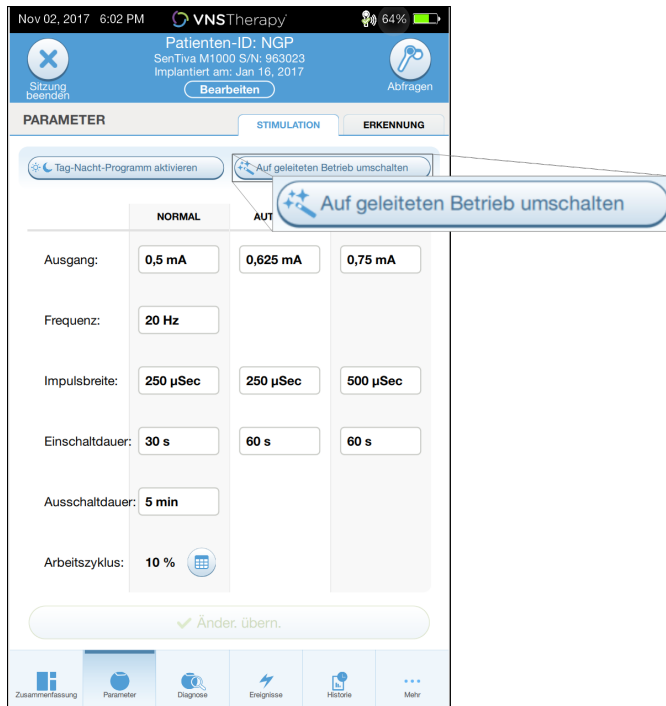 Nov 02, 2017 6:02 PM VNSTherapy 64%
Patienten-ID: NGP
SenTiva M1000 S/N: 963023
Implantiert am: Jan 16, 2017
Bearbeiten
Sitzung
beenden
Abfragen
PARAMETER
STIMULATION
ERKENNUNG
Tag-Nacht-Programm aktivieren
Auf geleiteten Betrieb umschalten
Auf geleiteten Betrieb umschalten
NORMAL
Ausgang: 0,5 mA 0,625 mA 0,75 mA
Frequenz: 20 Hz
Impulsbreite: 250 µSec 250 µSec 500 µSec
Einschaltdauer: 30 s 60 s 60 s
Ausschaltdauer: 5 min
Arbeitszyklus: 10 %
Änder. übern.
Zusammenfassung Parameter Diagnose Ereignisse Historie Mehr